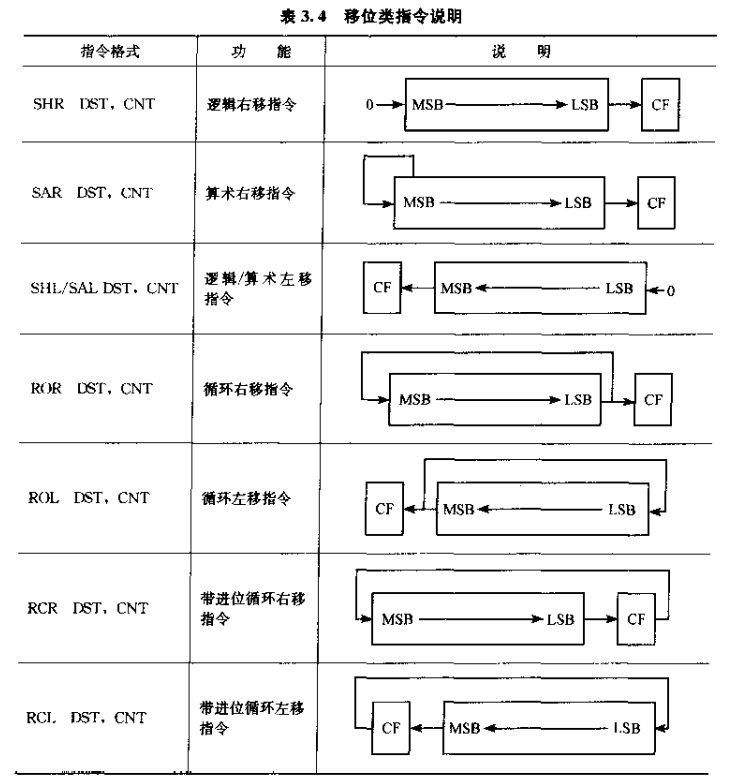 表 3.4 移位类指令说明
指令格式 功 能 说 明
SHR DST, CNT 逻辑右移指令 0 MSB LSB CF
SAR DST, CNT 算术右移指令 MSB LSB CF
SHL/SAL DST, CNT 逻辑/算术左移 CF MSB LSB 0
指令
ROR DST, CNT 循环右移指令 MSB LSB CF
ROL DST, CNT 循环左移指令 CF MSB LSB
RCR DST, CNT 带进位循环右移 MSB LSB CF
指令
RCL DST, CNT 带进位循环左移 CF MSB LSB
指令